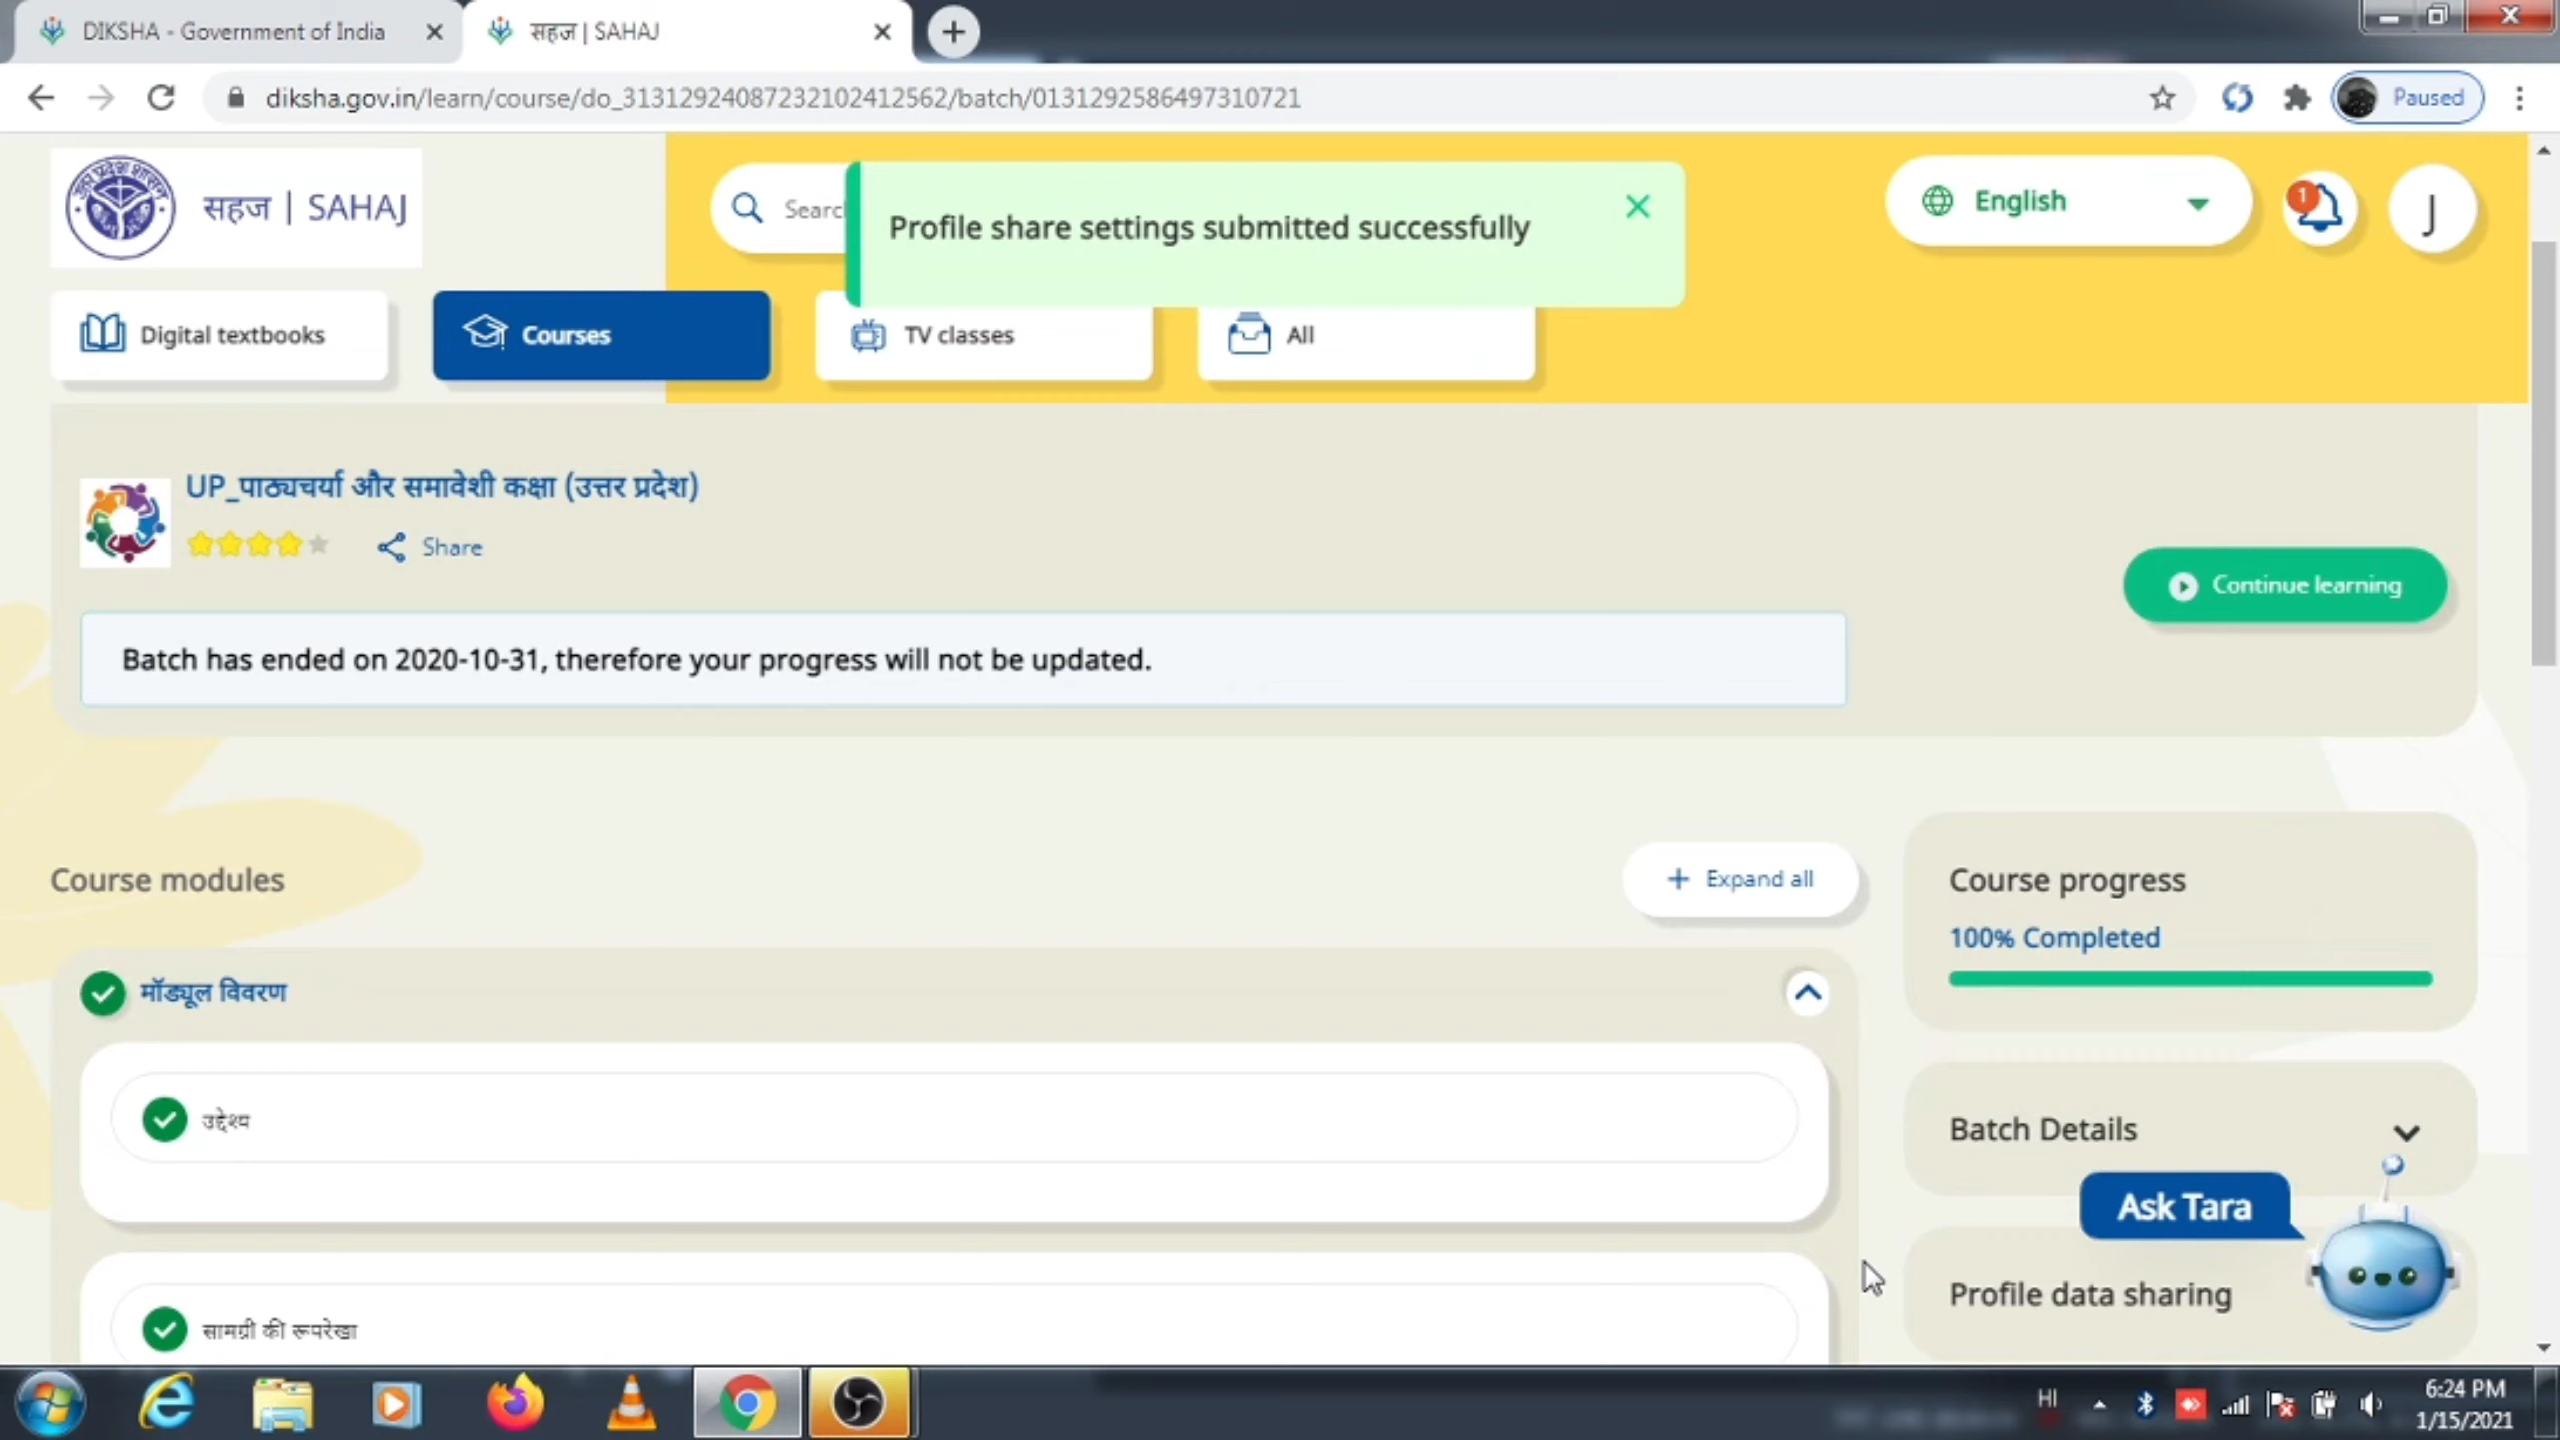 DIKSHA - Government of India
सहज | SAHAJ
diksha.gov.in/learn/course/do_31312924087232102412562/batch/0131292586497310721
Paused
सहज | SAHAJ
Searc
Profile share settings submitted successfully
English
1
J
Digital textbooks
Courses
TV classes
All
UP_पाठ्यचर्या और समावेशी कक्षा (उत्तर प्रदेश)
Share
Continue learning
Batch has ended on 2020-10-31, therefore your progress will not be updated.
Course modules
Expand all
Course progress
100% Completed
मॉड्यूल विवरण
उद्देश्य
Batch Details
Ask Tara
Profile data sharing
सामग्री की रूपरेखा
HI
6:24 PM
1/15/2021